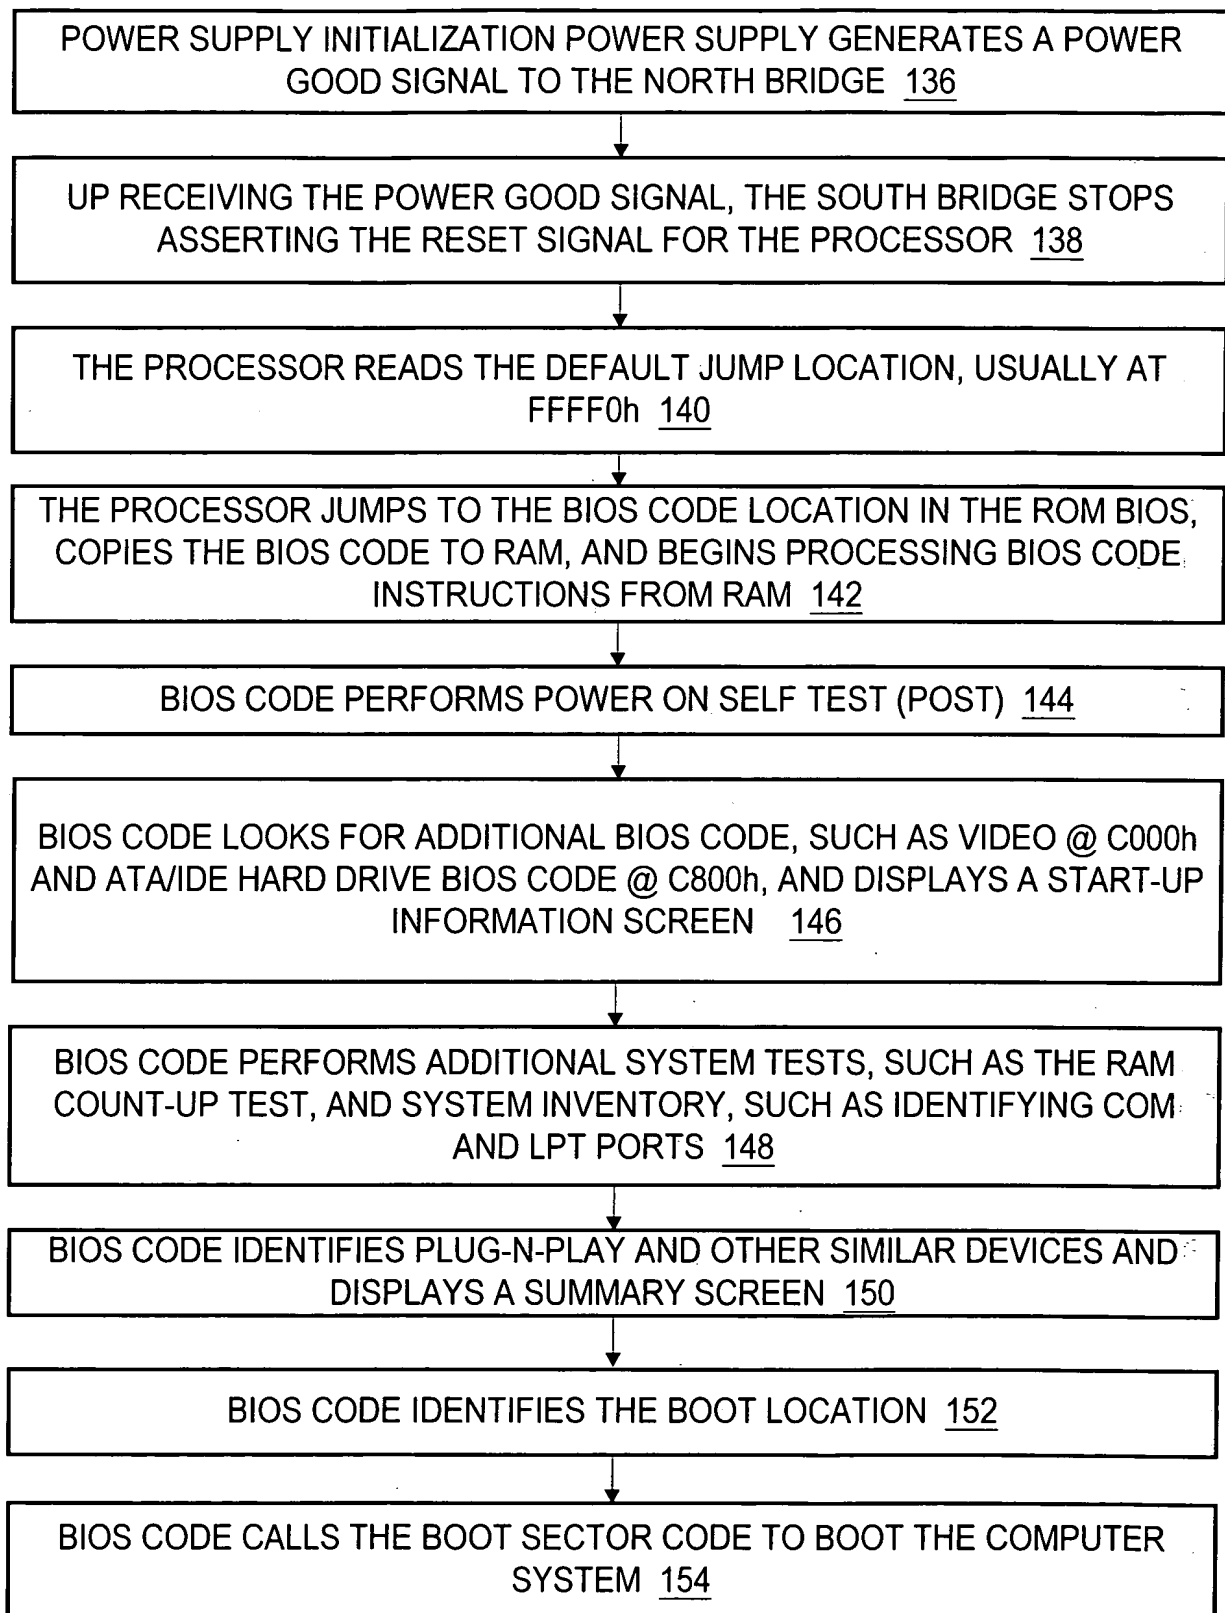 POWER SUPPLY INITIALIZATION POWER SUPPLY GENERATES A POWER
GOOD SIGNAL TO THE NORTH BRIDGE 136
UP RECEIVING THE POWER GOOD SIGNAL, THE SOUTH BRIDGE STOPS
ASSERTING THE RESET SIGNAL FOR THE PROCESSOR 138
THE PROCESSOR READS THE DEFAULT JUMP LOCATION, USUALLY AT
FFFF0h 140
THE PROCESSOR JUMPS TO THE BIOS CODE LOCATION IN THE ROM BIOS,
COPIES THE BIOS CODE TO RAM, AND BEGINS PROCESSING BIOS CODE
INSTRUCTIONS FROM RAM 142
BIOS CODE PERFORMS POWER ON SELF TEST (POST) 144
BIOS CODE LOOKS FOR ADDITIONAL BIOS CODE, SUCH AS VIDEO @ C000h
AND ATA/IDE HARD DRIVE BIOS CODE @ C800h, AND DISPLAYS A START-UP
INFORMATION SCREEN 146
BIOS CODE PERFORMS ADDITIONAL SYSTEM TESTS, SUCH AS THE RAM
COUNT-UP TEST, AND SYSTEM INVENTORY, SUCH AS IDENTIFYING COM
AND LPT PORTS 148
BIOS CODE IDENTIFIES PLUG-N-PLAY AND OTHER SIMILAR DEVICES AND
DISPLAYS A SUMMARY SCREEN 150
BIOS CODE IDENTIFIES THE BOOT LOCATION 152
BIOS CODE CALLS THE BOOT SECTOR CODE TO BOOT THE COMPUTER
SYSTEM 154